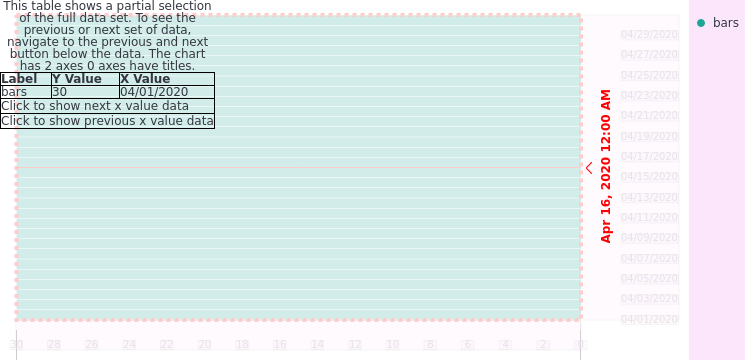 This table shows a partial selection
of the full data set. To see the
previous or next set of data,
navigate to the previous and next
button below the data. The chart
has 2 axes 0 axes have titles.
Label Y Value X Value
bars 30 04/01/2020
Click to show next x value data
Click to show previous x value data
bars
Apr 16, 2020 12:00 AM
04/29/2020
04/27/2020
04/25/2020
04/23/2020
04/21/2020
04/19/2020
04/17/2020
04/15/2020
04/13/2020
04/11/2020
04/09/2020
04/07/2020
04/05/2020
04/03/2020
04/01/2020
30 28 26 24 22 20 18 16 14 12 10 8 6 4 2 0